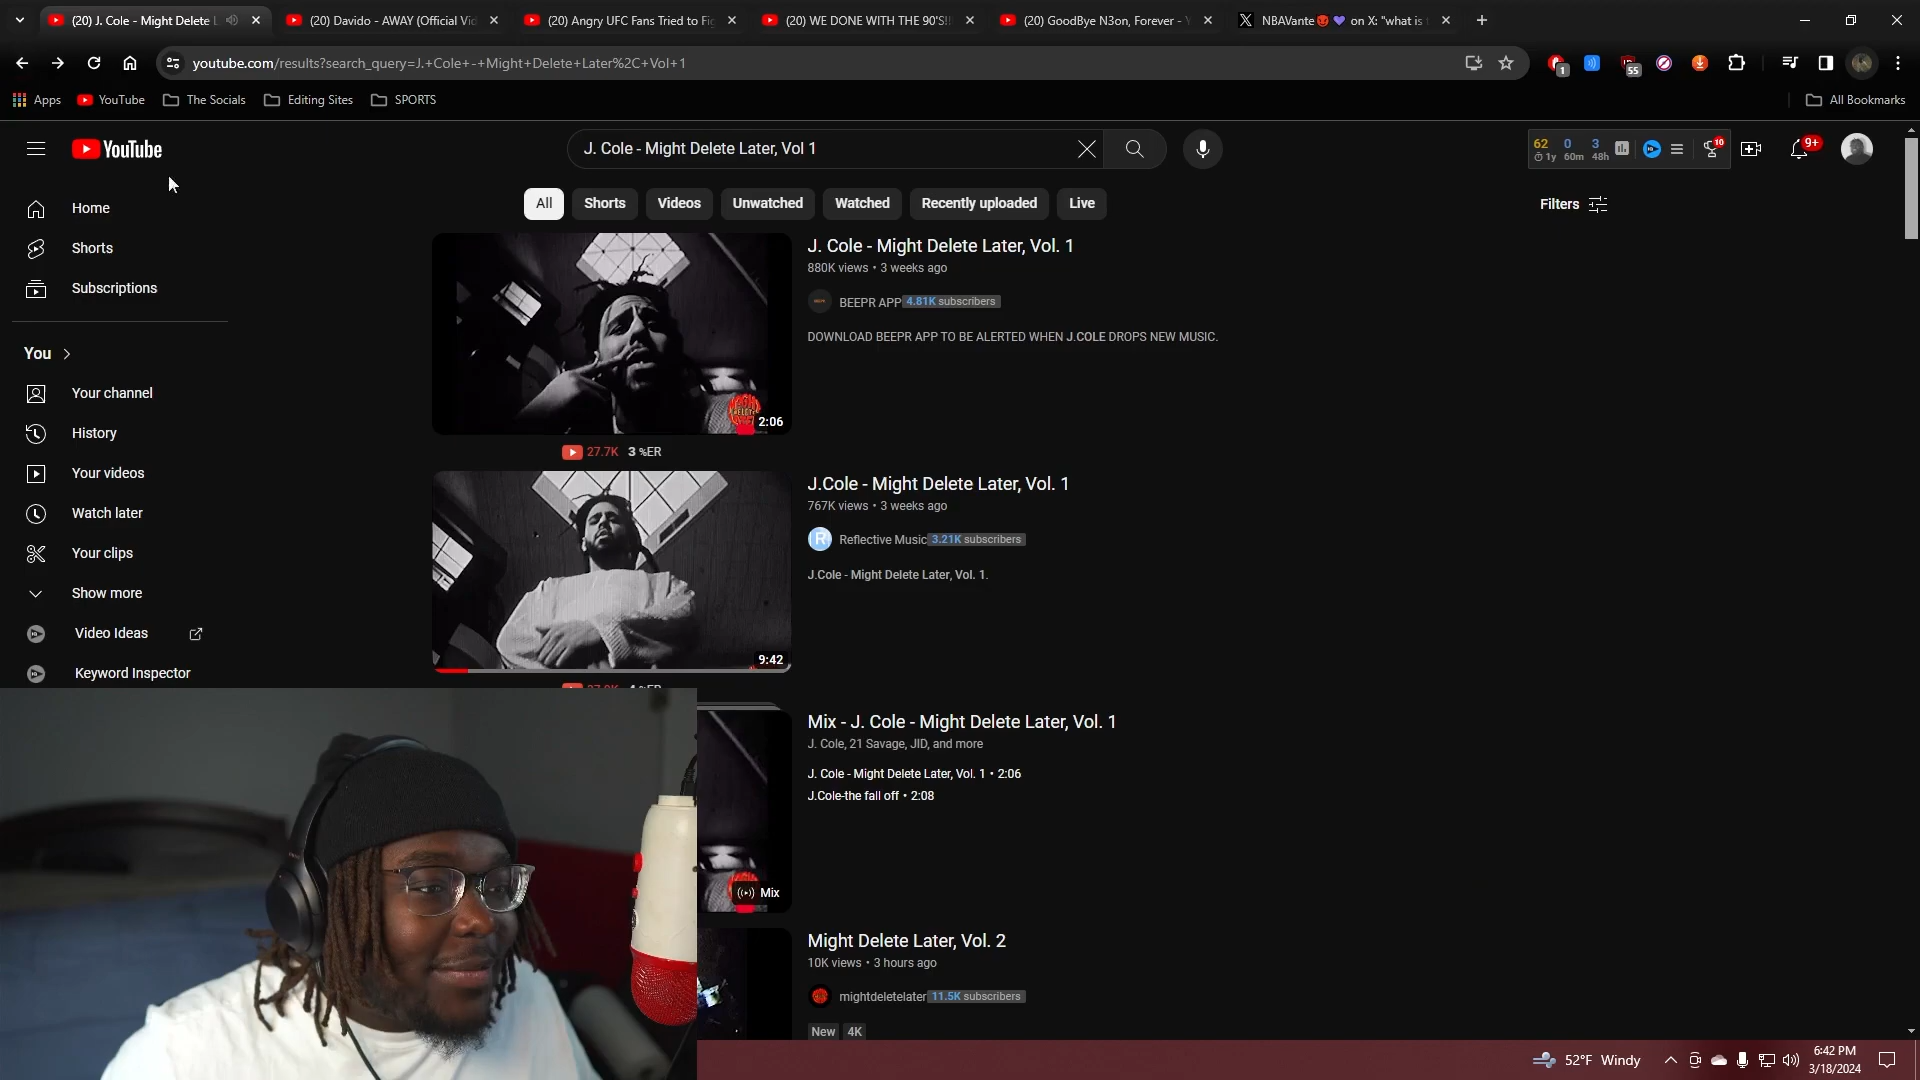 (20) J. Cole - Might Delete L
(20) Davido - AWAY (Official Vid
(20) Angry UFC Fans Tried to Fig
(20) WE DONE WITH THE 90'S!!
(20) GoodBye N3on, Forever - Y
NBAVante on X: "what is
youtube.com/results?search_query=J.+Cole+-+Might+Delete+Later%2C+Vol+1
1
55
Apps
YouTube
The Socials
Editing Sites
SPORTS
All Bookmarks
YouTube
J. Cole - Might Delete Later, Vol 1
62 0 3
1y 60m 48h
10
9+
Home
Shorts
Subscriptions
You
Your channel
History
Your videos
Watch later
Your clips
Show more
Video Ideas
Keyword Inspector
All
Shorts
Videos
Unwatched
Watched
Recently uploaded
Live
Filters
2:06
J. Cole - Might Delete Later, Vol. 1
880K views • 3 weeks ago
BEEPR APP 4.81K subscribers
DOWNLOAD BEEPR APP TO BE ALERTED WHEN J.COLE DROPS NEW MUSIC.
27.7K 3 %ER
9:42
J.Cole - Might Delete Later, Vol. 1
767K views • 3 weeks ago
R
Reflective Music 3.21K subscribers
J.Cole - Might Delete Later, Vol. 1.
Mix
Mix - J. Cole - Might Delete Later, Vol. 1
J. Cole, 21 Savage, JID, and more
J. Cole - Might Delete Later, Vol. 1 • 2:06
J.Cole-the fall off • 2:08
Might Delete Later, Vol. 2
10K views • 3 hours ago
mightdeletelater 11.5K subscribers
New
4K
52°F Windy
6:42 PM
3/18/2024